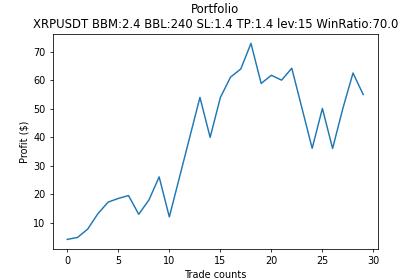 Portfolio
XRPUSDT BBM:2.4 BBL:240 SL:1.4 TP:1.4 lev:15 WinRatio:70.0
70
60
50
40
30
20
10
Profit ($)
0 5 10 15 20 25 30
Trade counts